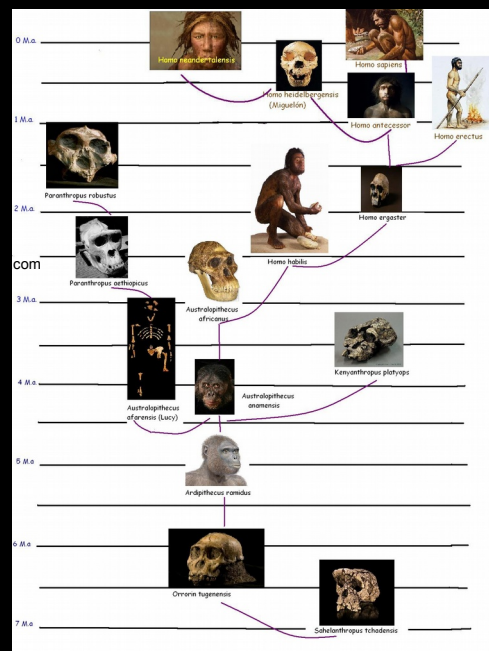 0 M.a.
Homo neandertalensis
Homo sapiens
Homo heidelbergensis
(Miguelón)
1 M.a
Homo antecessor
Homo erectus
Paranthropus robustus
2 M.a
Homo ergaster
com
Homo habilis
Paranthropus aethiopicus
3 M.a
Australopithecus
africanus
Kenyanthropus platyops
4 M.a
Australopithecus
anamensis
Australopithecus
afarensis (Lucy)
5 M.a
Ardipithecus ramidus
6 M.a
Orrorin tugenensis
7 M.a
Sahelanthropus tchadensis